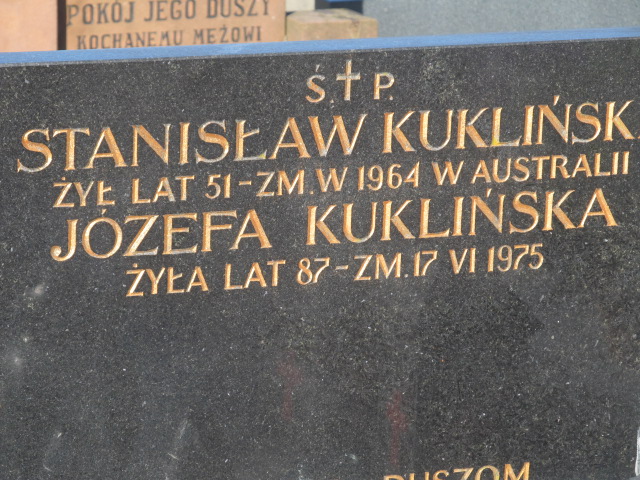 POKÓJ JEGO DUSZY
KOCHANEMU MEŻOWI
Ś.✝P.
STANISŁAW KUKLIŃSK
ŻYŁ LAT 51-ZM.W 1964 W AUSTRALII
JÓZEFA KUKLIŃSKA
ŻYŁA LAT 87-ZM.17 VI 1975
DUSZOM